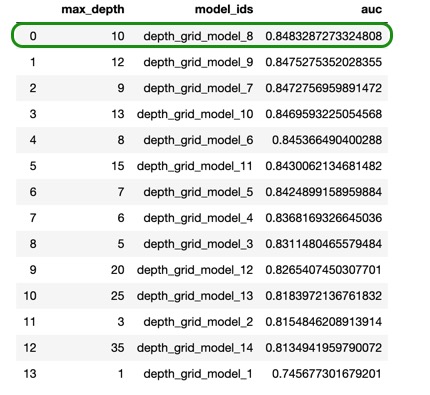 max_depth model_ids auc
0 10 depth_grid_model_8 0.8483287273324808
1 12 depth_grid_model_9 0.8475275352028355
2 9 depth_grid_model_7 0.8472756959891472
3 13 depth_grid_model_10 0.8469593225054568
4 8 depth_grid_model_6 0.845366490400288
5 15 depth_grid_model_11 0.8430062134681482
6 7 depth_grid_model_5 0.8424899158959884
7 6 depth_grid_model_4 0.8368169326645036
8 5 depth_grid_model_3 0.8311480465579484
9 20 depth_grid_model_12 0.8265407450307701
10 25 depth_grid_model_13 0.8183972136761832
11 3 depth_grid_model_2 0.8154846208913914
12 35 depth_grid_model_14 0.8134941959790072
13 1 depth_grid_model_1 0.745677301679201